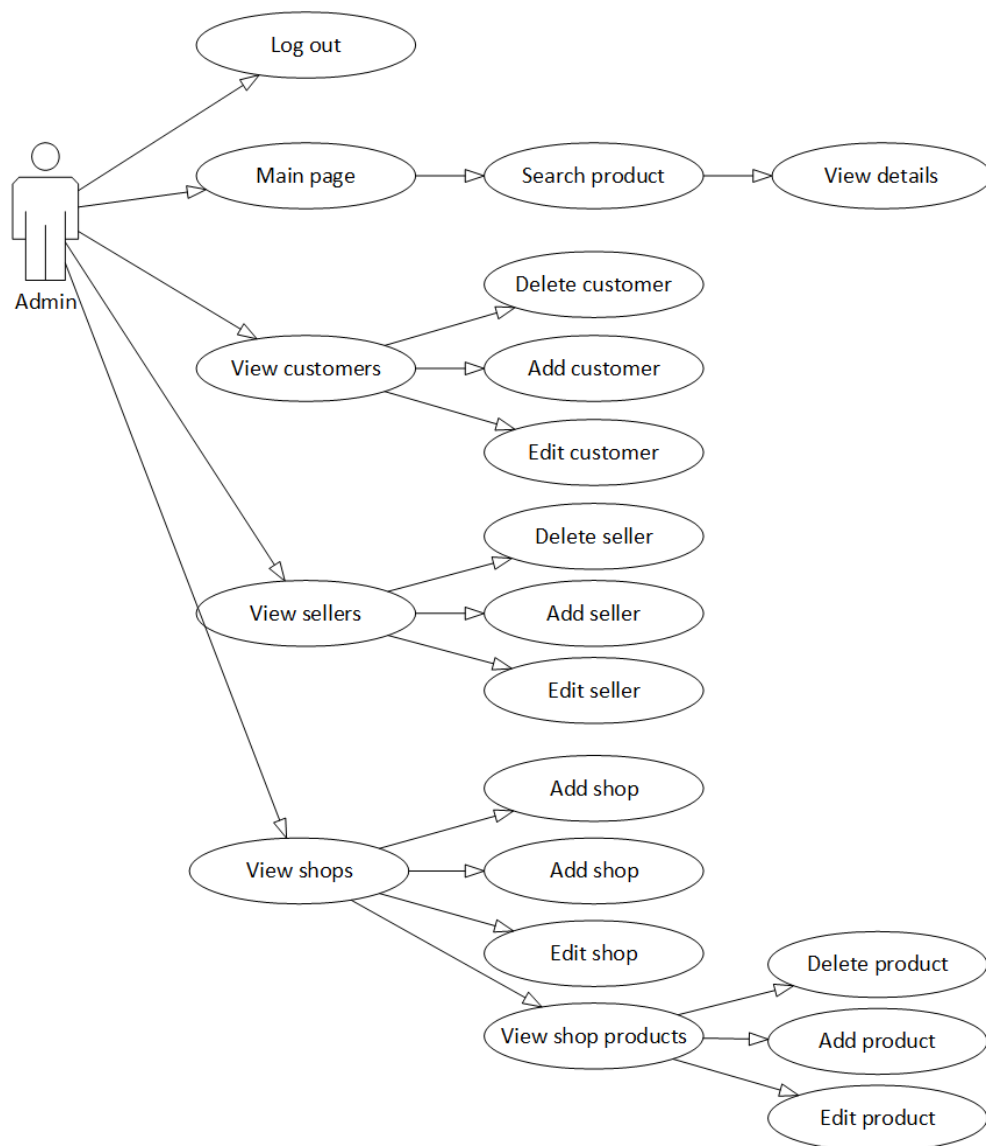 Log out
Main page
Search product
View details
Admin
Delete customer
View customers
Add customer
Edit customer
Delete seller
View sellers
Add seller
Edit seller
Add shop
View shops
Add shop
Edit shop
Delete product
View shop products
Add product
Edit product